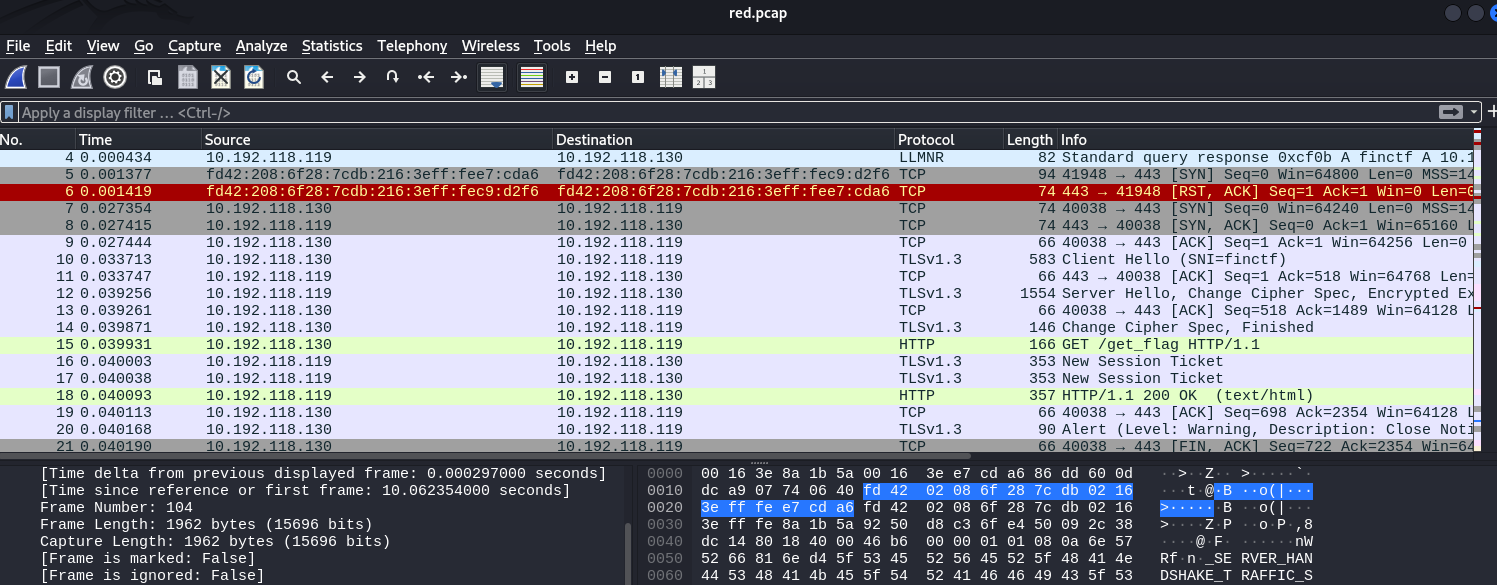 red.pcap
File Edit View Go Capture Analyze Statistics Telephony Wireless Tools Help
Apply a display filter … <Ctrl-/>
No. Time Source Destination Protocol Length Info
4 0.000434 10.192.118.119 10.192.118.130 LLMNR 82 Standard query response 0xcf0b A finctf A 10.1
5 0.001377 fd42:208:6f28:7cdb:216:3eff:fee7:cda6 fd42:208:6f28:7cdb:216:3eff:fec9:d2f6 TCP 94 41948 → 443 [SYN] Seq=0 Win=64800 Len=0 MSS=14
6 0.001419 fd42:208:6f28:7cdb:216:3eff:fec9:d2f6 fd42:208:6f28:7cdb:216:3eff:fee7:cda6 TCP 74 443 → 41948 [RST, ACK] Seq=1 Ack=1 Win=0 Len=0
7 0.027354 10.192.118.130 10.192.118.119 TCP 74 40038 → 443 [SYN] Seq=0 Win=64240 Len=0 MSS=14
8 0.027415 10.192.118.119 10.192.118.130 TCP 74 443 → 40038 [SYN, ACK] Seq=0 Ack=1 Win=65160 L
9 0.027444 10.192.118.130 10.192.118.119 TCP 66 40038 → 443 [ACK] Seq=1 Ack=1 Win=64256 Len=0
10 0.033713 10.192.118.130 10.192.118.119 TLSv1.3 583 Client Hello (SNI=finctf)
11 0.033747 10.192.118.119 10.192.118.130 TCP 66 443 → 40038 [ACK] Seq=1 Ack=518 Win=64768 Len=
12 0.039256 10.192.118.119 10.192.118.130 TLSv1.3 1554 Server Hello, Change Cipher Spec, Encrypted Ex
13 0.039261 10.192.118.130 10.192.118.119 TCP 66 40038 → 443 [ACK] Seq=518 Ack=1489 Win=64128 L
14 0.039871 10.192.118.130 10.192.118.119 TLSv1.3 146 Change Cipher Spec, Finished
15 0.039931 10.192.118.130 10.192.118.119 HTTP 166 GET /get_flag HTTP/1.1
16 0.040003 10.192.118.119 10.192.118.130 TLSv1.3 353 New Session Ticket
17 0.040038 10.192.118.119 10.192.118.130 TLSv1.3 353 New Session Ticket
18 0.040093 10.192.118.119 10.192.118.130 HTTP 357 HTTP/1.1 200 OK (text/html)
19 0.040113 10.192.118.130 10.192.118.119 TCP 66 40038 → 443 [ACK] Seq=698 Ack=2354 Win=64128 L
20 0.040168 10.192.118.130 10.192.118.119 TLSv1.3 90 Alert (Level: Warning, Description: Close Noti
21 0.040190 10.192.118.130 10.192.118.119 TCP 66 40038 → 443 [FIN, ACK] Seq=722 Ack=2354 Win=64
[Time delta from previous displayed frame: 0.000297000 seconds]
[Time since reference or first frame: 10.062354000 seconds]
Frame Number: 104
Frame Length: 1962 bytes (15696 bits)
Capture Length: 1962 bytes (15696 bits)
[Frame is marked: False]
[Frame is ignored: False]
0000 00 16 3e 8a 1b 5a 00 16 3e e7 cd a6 86 dd 60 0d ··>··Z·· >·····`·
0010 dc a9 07 74 06 40 fd 42 02 08 6f 28 7c db 02 16 ···t·@·B ··o(|···
0020 3e ff fe e7 cd a6 fd 42 02 08 6f 28 7c db 02 16 >······B ··o(|···
0030 3e ff fe 8a 1b 5a 92 50 d8 c3 6f e4 50 09 2c 38 >····Z·P ··o·P·,8
0040 dc 14 80 18 40 00 46 b6 00 00 01 01 08 0a 6e 57 ····@·F· ······nW
0050 52 66 81 6e d4 5f 53 45 52 56 45 52 5f 48 41 4e Rf·n·_SE RVER_HAN
0060 44 53 48 41 4b 45 5f 54 52 41 46 46 49 43 5f 53 DSHAKE_T RAFFIC_S